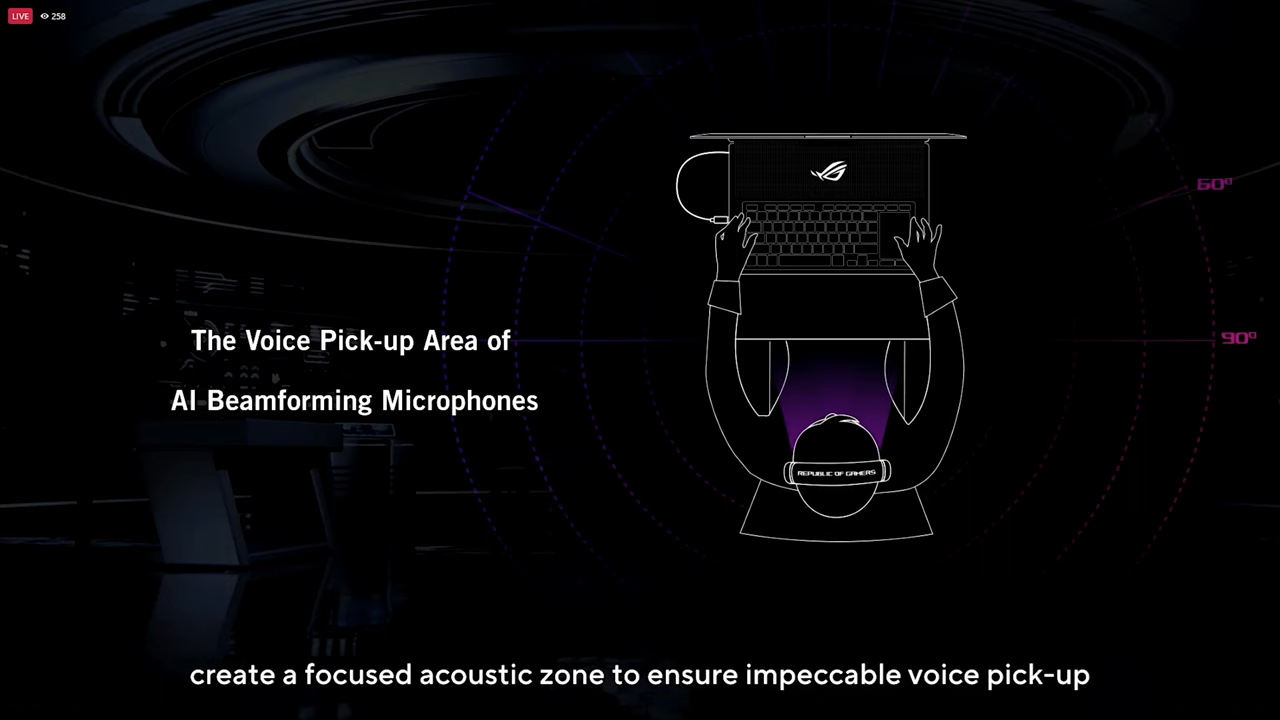 LIVE 258
60°
90°
The Voice Pick-up Area of
AI Beamforming Microphones
REPUBLIC OF GAMERS
create a focused acoustic zone to ensure impeccable voice pick-up